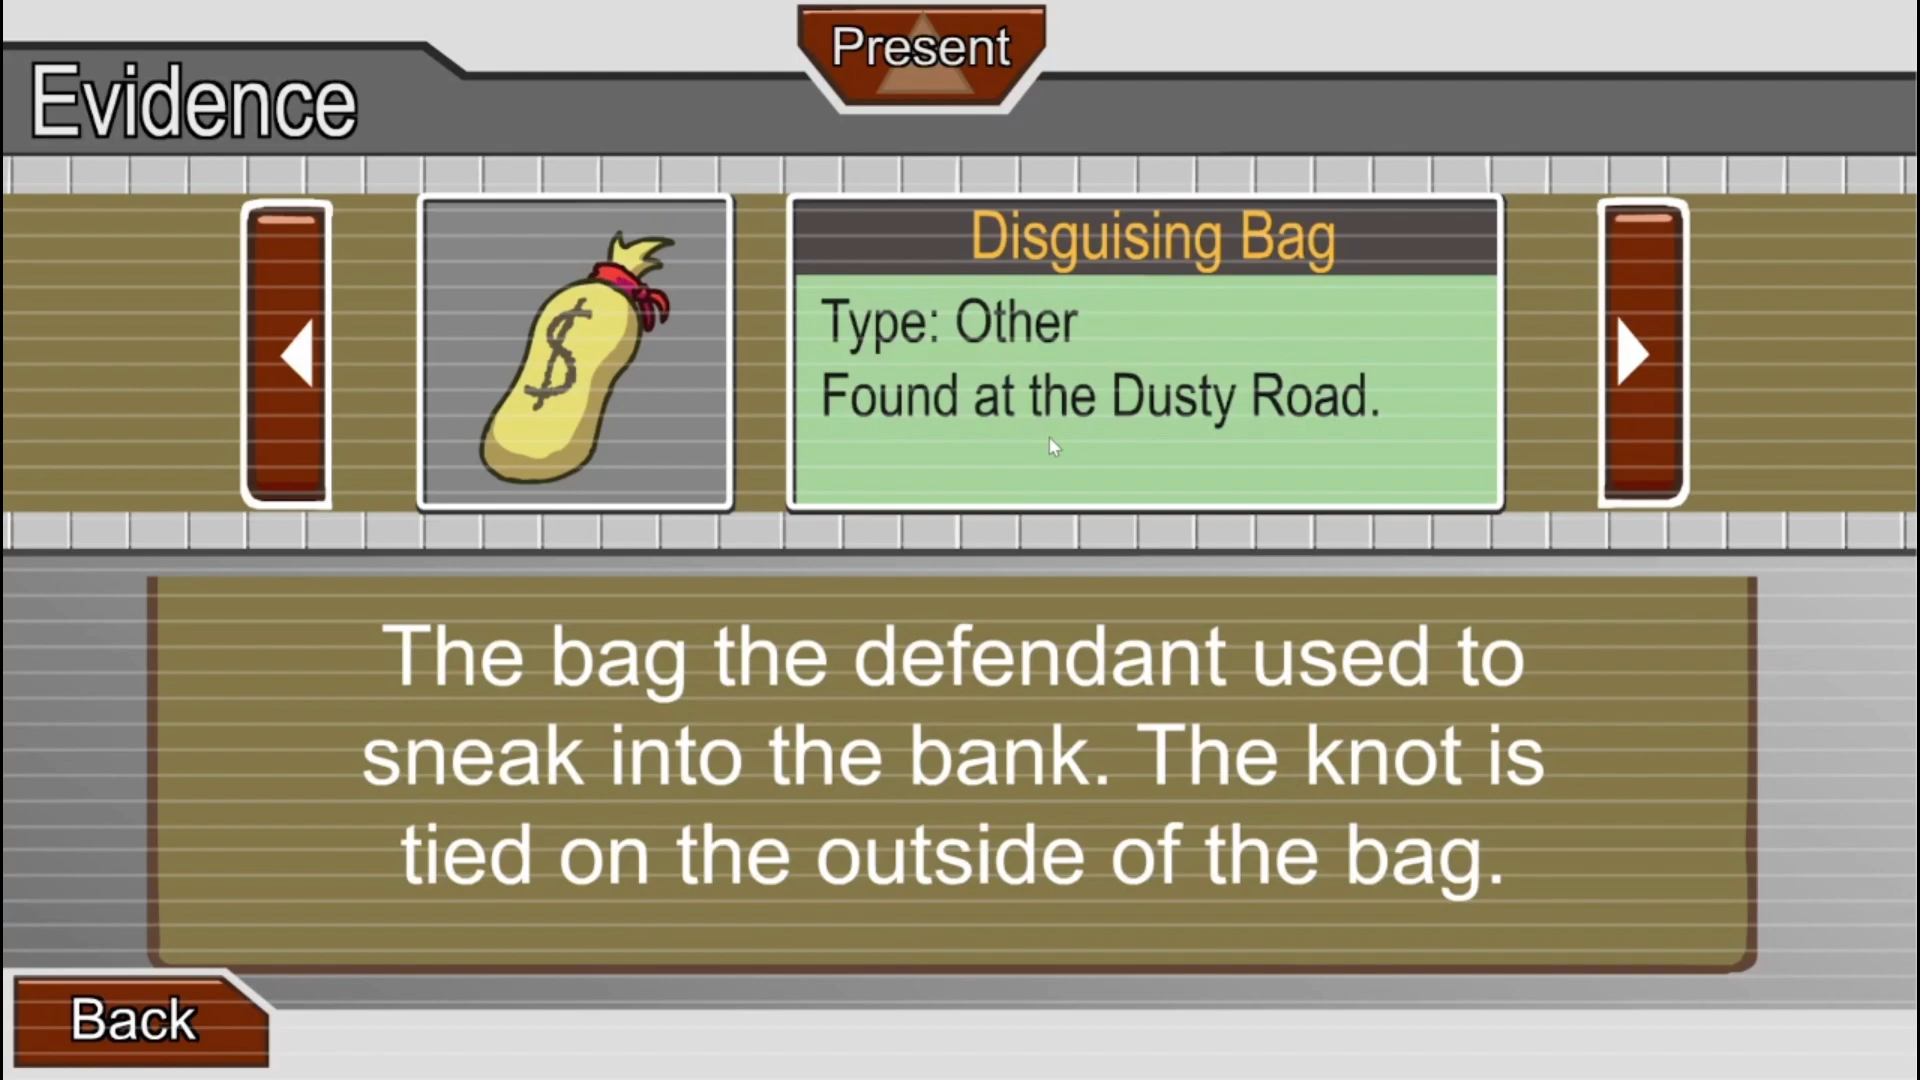 Present
Evidence
Disguising Bag
$
Type: Other
Found at the Dusty Road.
The bag the defendant used to
sneak into the bank. The knot is
tied on the outside of the bag.
Back